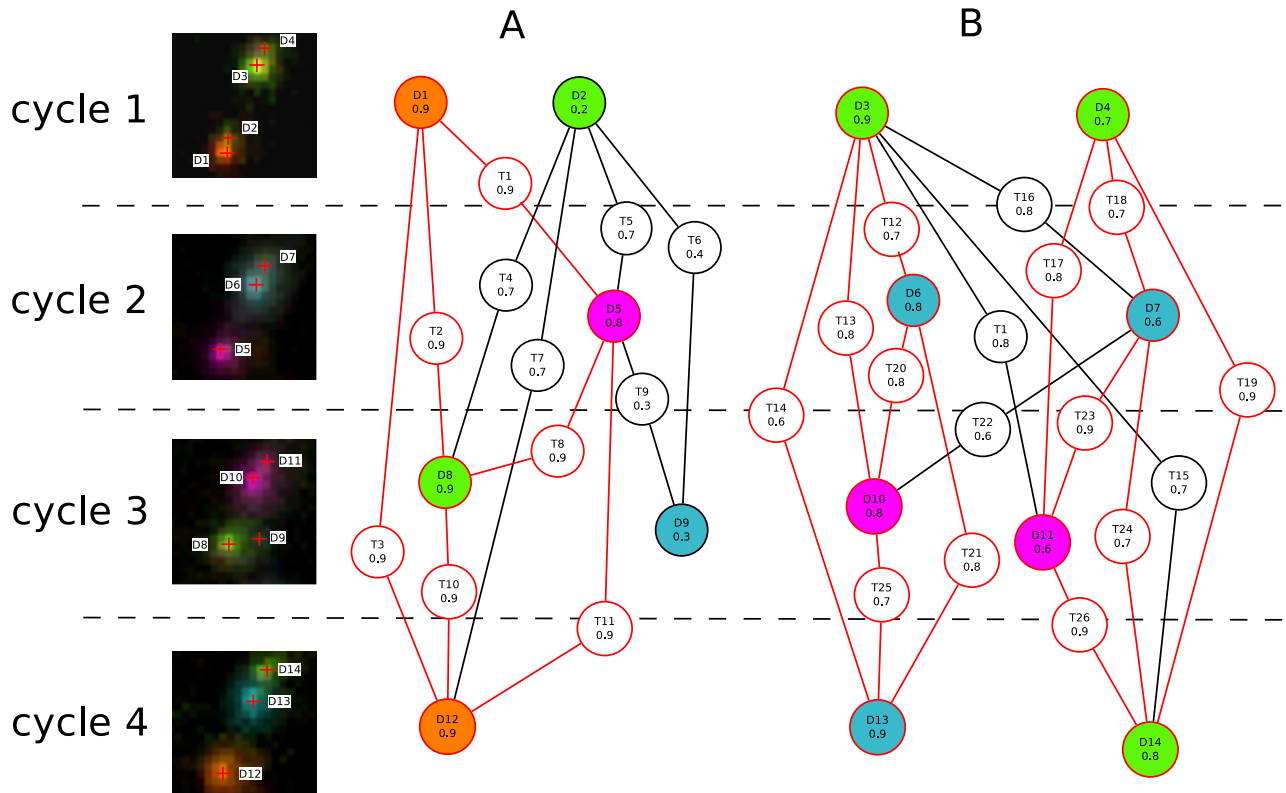 A
B
cycle 1
D4
D3
D2
D1
D1
0.9
D2
0.2
D3
0.9
D4
0.7
T1
0.9
T16
0.8
T18
0.7
T5
0.7
T6
0.4
T12
0.7
T17
0.8
cycle 2
D7
D6
D5
T4
0.7
D5
0.8
D6
0.8
D7
0.6
T2
0.9
T7
0.7
T13
0.8
T1
0.8
T20
0.8
T9
0.3
T19
0.9
T14
0.6
T22
0.6
T23
0.9
cycle 3
D11
D10
D9
D8
T8
0.9
D8
0.9
T15
0.7
D10
0.8
D9
0.3
D11
0.6
T24
0.7
T3
0.9
T21
0.8
T10
0.9
T25
0.7
T11
0.9
T26
0.9
cycle 4
D14
D13
D12
D12
0.9
D13
0.9
D14
0.8